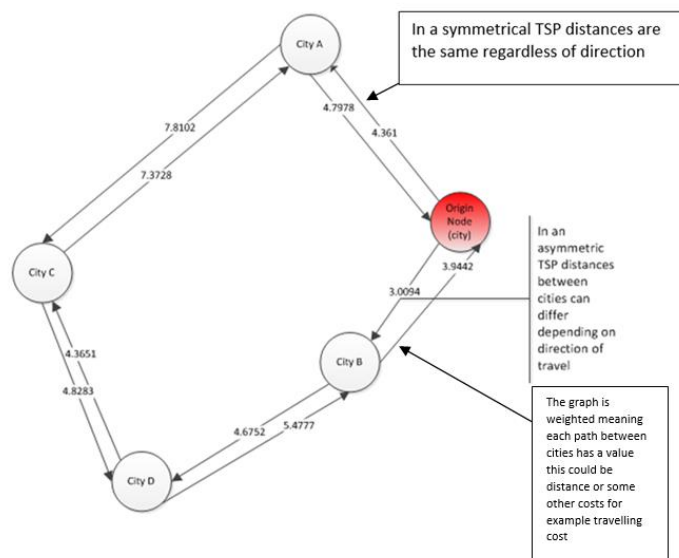 City A
In a symmetrical TSP distances are
the same regardless of direction
7.8102
4.7978
4.361
7.3728
Origin
Node
(city)
In an
asymmetric
TSP distances
between
cities can
differ
depending on
direction of
travel
3.9442
City C
3.0094
4.3651
City B
4.8283
4.6752
5.4777
The graph is
weighted meaning
each path between
cities has a value
this could be
distance or some
other costs for
example travelling
cost
City D